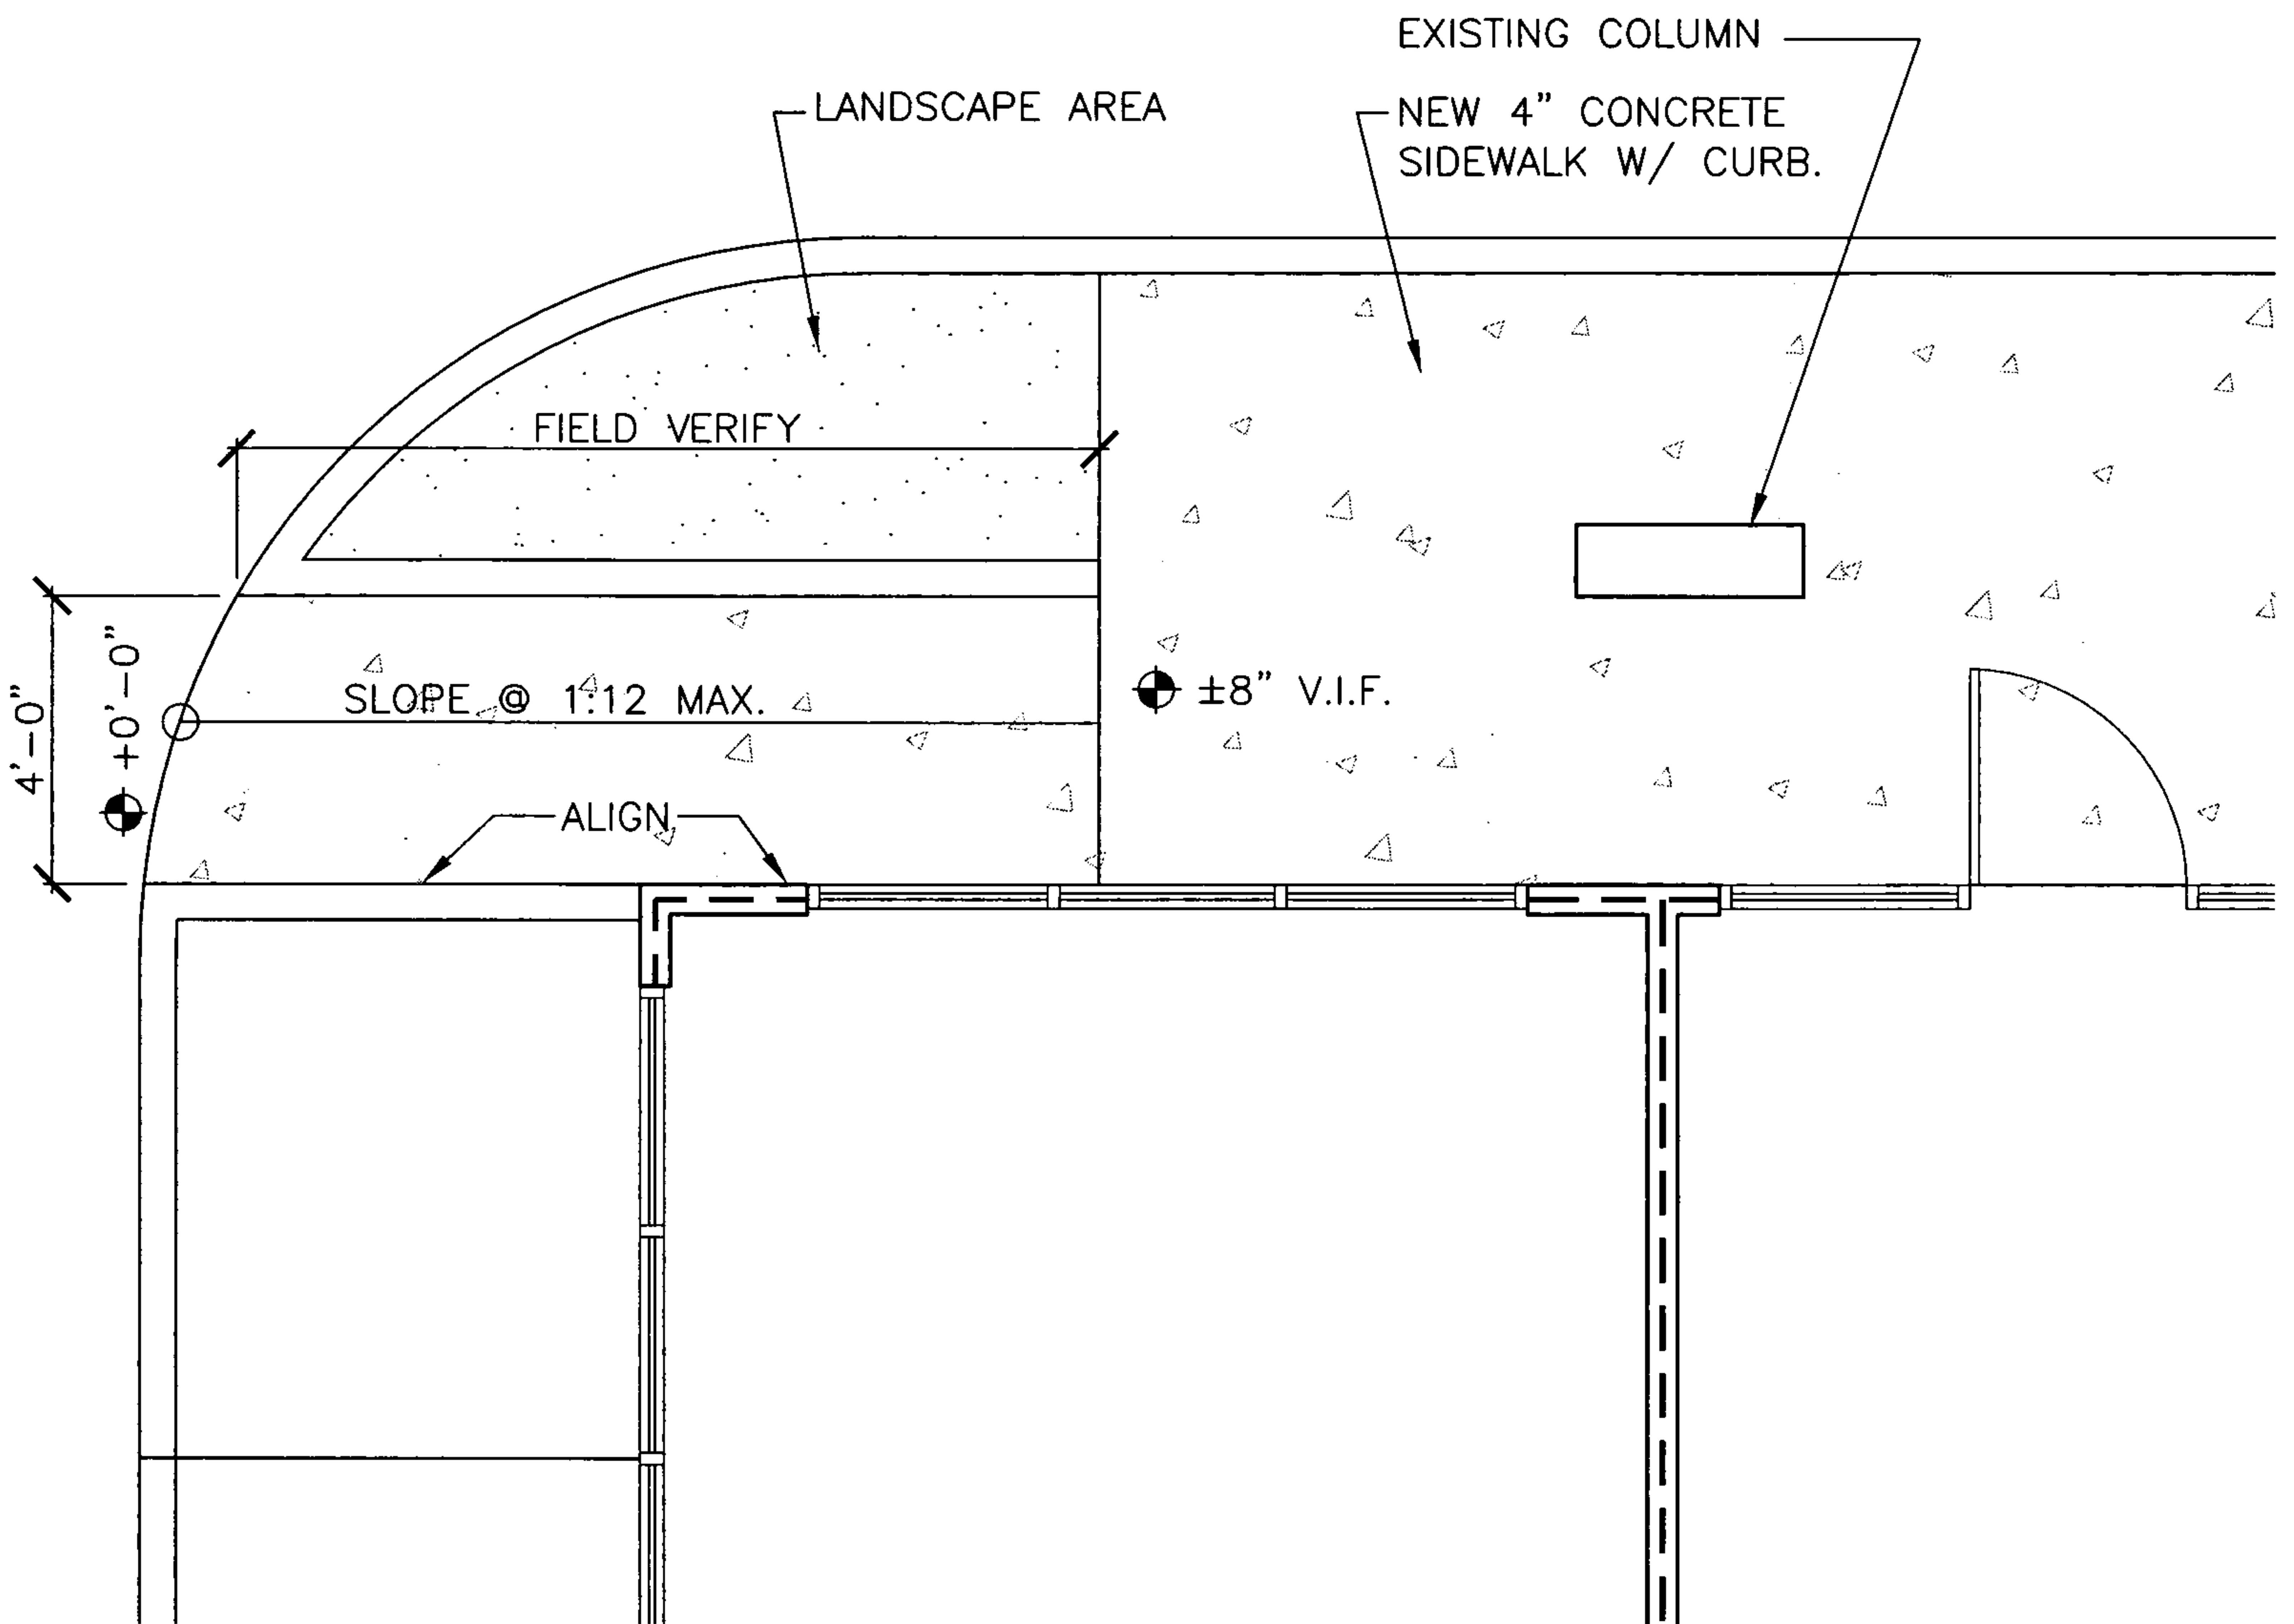 EXISTING COLUMN
LANDSCAPE AREA
NEW 4" CONCRETE
SIDEWALK W/ CURB.
FIELD VERIFY
4'-0"
+0'-0"
SLOPE @ 1:12 MAX.
±8" V.I.F.
ALIGN